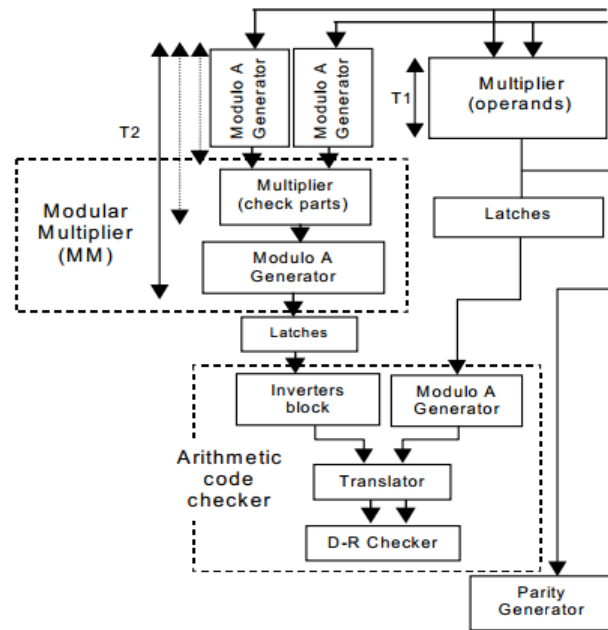 Modulo A
Generator
Modulo A
Generator
Multiplier
(operands)
T1
T2
Modular
Multiplier
(MM)
Multiplier
(check parts)
Latches
Modulo A
Generator
Latches
Inverters
block
Modulo A
Generator
Arithmetic
code
checker
Translator
D-R Checker
Parity
Generator